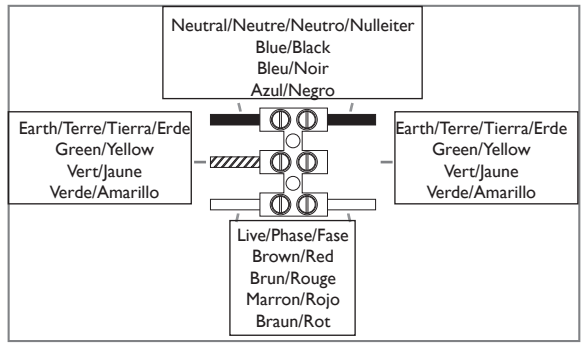 Neutral/Neutre/Neutro/Nulleiter
Blue/Black
Bleu/Noir
Azul/Negro
Earth/Terre/Tierra/Erde
Green/Yellow
Vert/Jaune
Verde/Amarillo
Earth/Terre/Tierra/Erde
Green/Yellow
Vert/Jaune
Verde/Amarillo
Live/Phase/Fase
Brown/Red
Brun/Rouge
Marron/Rojo
Braun/Rot